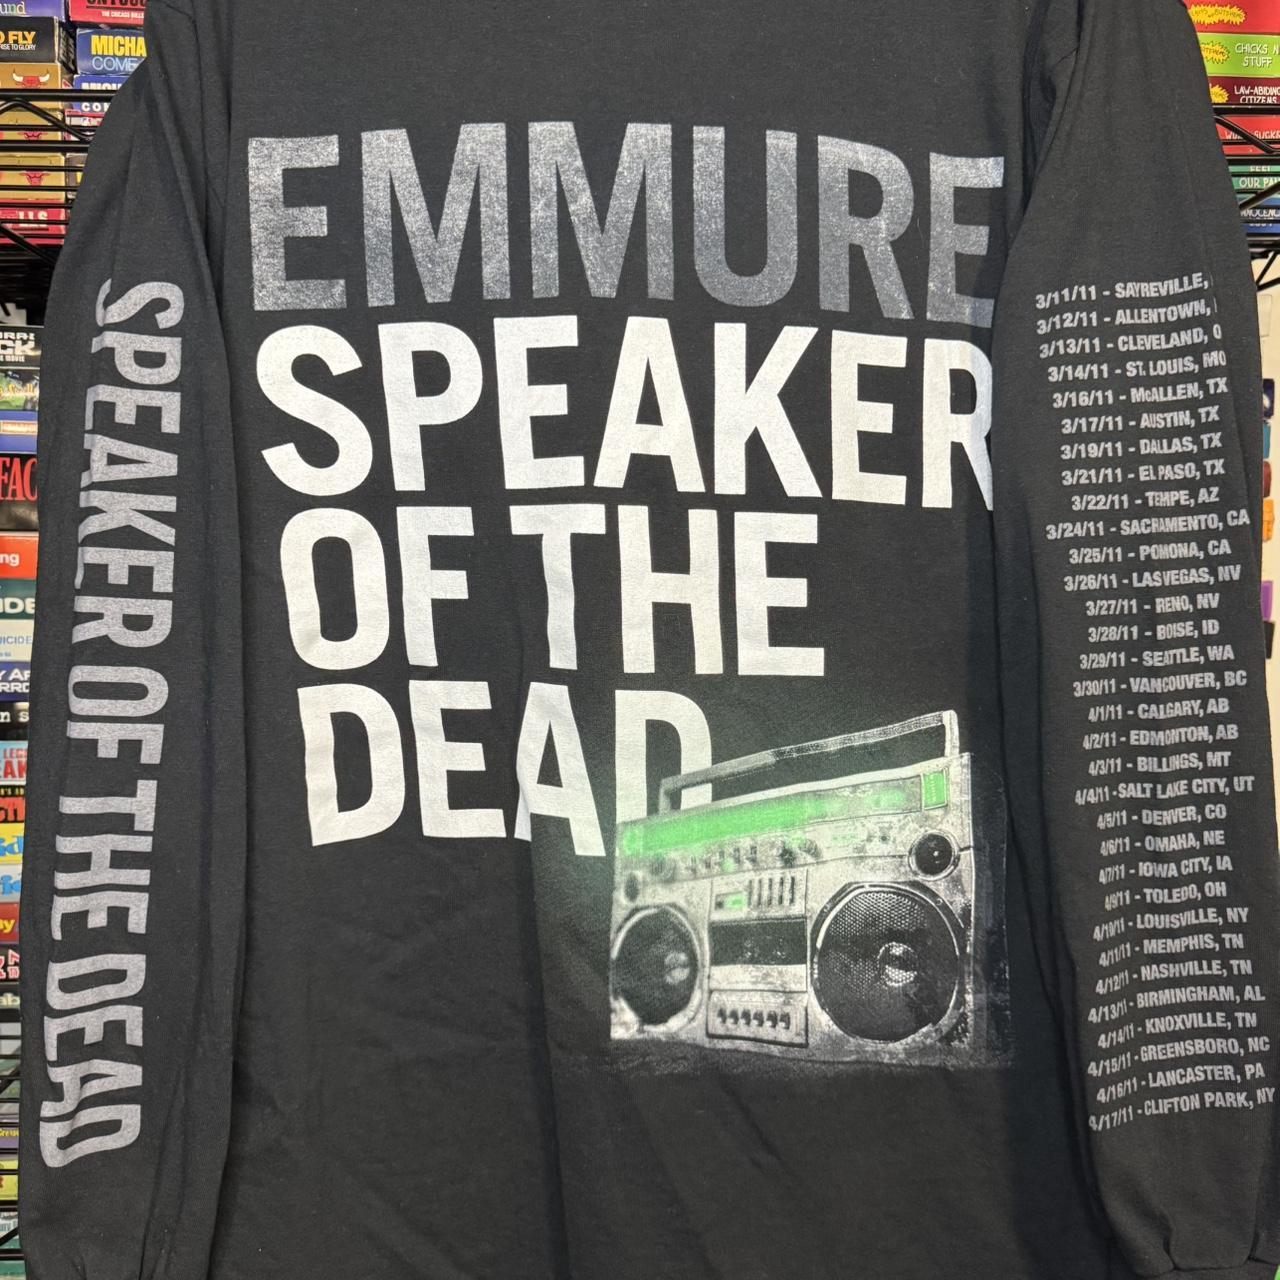 EMMURE
SPEAKER
OF THE
DEAD
SPEAKER OF THE DEAD
3/11/11 - SAYREVILLE,
3/12/11 - ALLENTOWN,
3/13/11 - CLEVELAND, O
3/14/11 - ST. LOUIS, MO
3/16/11 - McALLEN, TX
3/17/11 - AUSTIN, TX
3/19/11 - DALLAS, TX
3/21/11 - EL PASO, TX
3/22/11 - TEMPE, AZ
3/24/11 - SACRAMENTO, CA
3/25/11 - POMONA, CA
3/26/11 - LAS VEGAS, NV
3/27/11 - RENO, NV
3/28/11 - BOISE, ID
3/29/11 - SEATTLE, WA
3/30/11 - VANCOUVER, BC
4/1/11 - CALGARY, AB
4/2/11 - EDMONTON, AB
4/3/11 - BILLINGS, MT
4/4/11 - SALT LAKE CITY, UT
4/5/11 - DENVER, CO
4/6/11 - OMAHA, NE
4/7/11 - IOWA CITY, IA
4/9/11 - TOLEDO, OH
4/10/11 - LOUISVILLE, NY
4/11/11 - MEMPHIS, TN
4/12/11 - NASHVILLE, TN
4/13/11 - BIRMINGHAM, AL
4/14/11 - KNOXVILLE, TN
4/15/11 - GREENSBORO, NC
4/16/11 - LANCASTER, PA
4/17/11 - CLIFTON PARK, NY
FLY
MICHA
COME
CHICKS N
STUFF
LAW-ABIDING
CITIZENS
FEEL
OUR PA